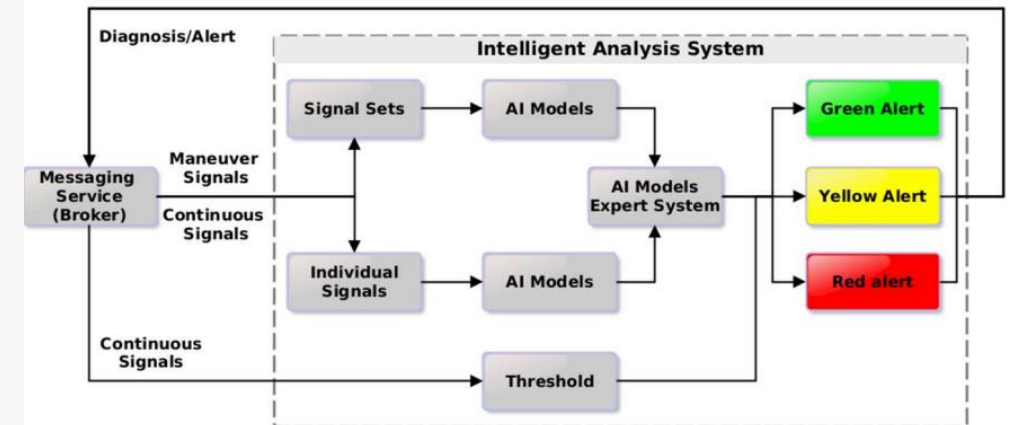 Diagnosis/Alert
Intelligent Analysis System
Signal Sets
AI Models
Green Alert
Maneuver
Signals
Messaging
Service
(Broker)
AI Models
Expert System
Yellow Alert
Continuous
Signals
Individual
Signals
AI Models
Red alert
Continuous
Signals
Threshold